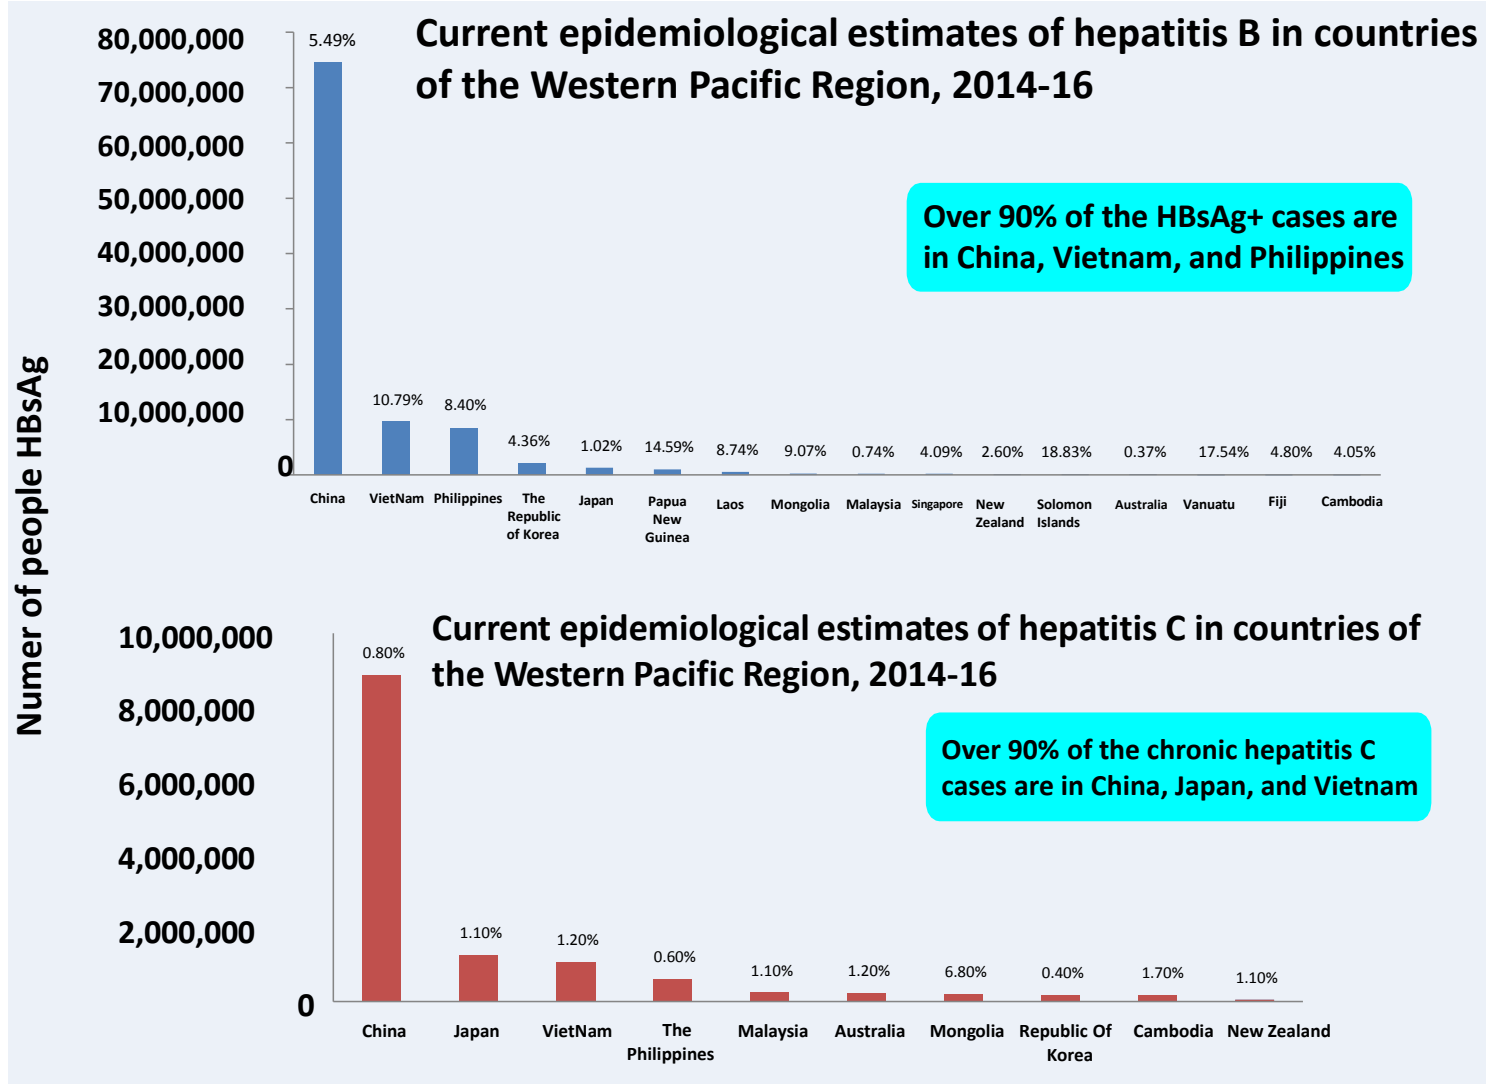 Current epidemiological estimates of hepatitis B in countries
of the Western Pacific Region, 2014-16
Numer of people HBsAg
80,000,000
70,000,000
60,000,000
50,000,000
40,000,000
30,000,000
20,000,000
10,000,000
0
5.49%
10.79%
8.40%
4.36%
1.02%
14.59%
8.74%
9.07%
0.74%
4.09%
2.60%
18.83%
0.37%
17.54%
4.80%
4.05%
Over 90% of the HBsAg+ cases are
in China, Vietnam, and Philippines
China
VietNam
Philippines
The
Republic
of Korea
Japan
Papua
New
Guinea
Laos
Mongolia
Malaysia
Singapore
New
Zealand
Solomon
Islands
Australia
Vanuatu
Fiji
Cambodia
Current epidemiological estimates of hepatitis C in countries of
the Western Pacific Region, 2014-16
10,000,000
8,000,000
6,000,000
4,000,000
2,000,000
0
0.80%
1.10%
1.20%
0.60%
1.10%
1.20%
6.80%
0.40%
1.70%
1.10%
Over 90% of the chronic hepatitis C
cases are in China, Japan, and Vietnam
China
Japan
VietNam
The
Philippines
Malaysia
Australia
Mongolia
Republic Of
Korea
Cambodia
New Zealand